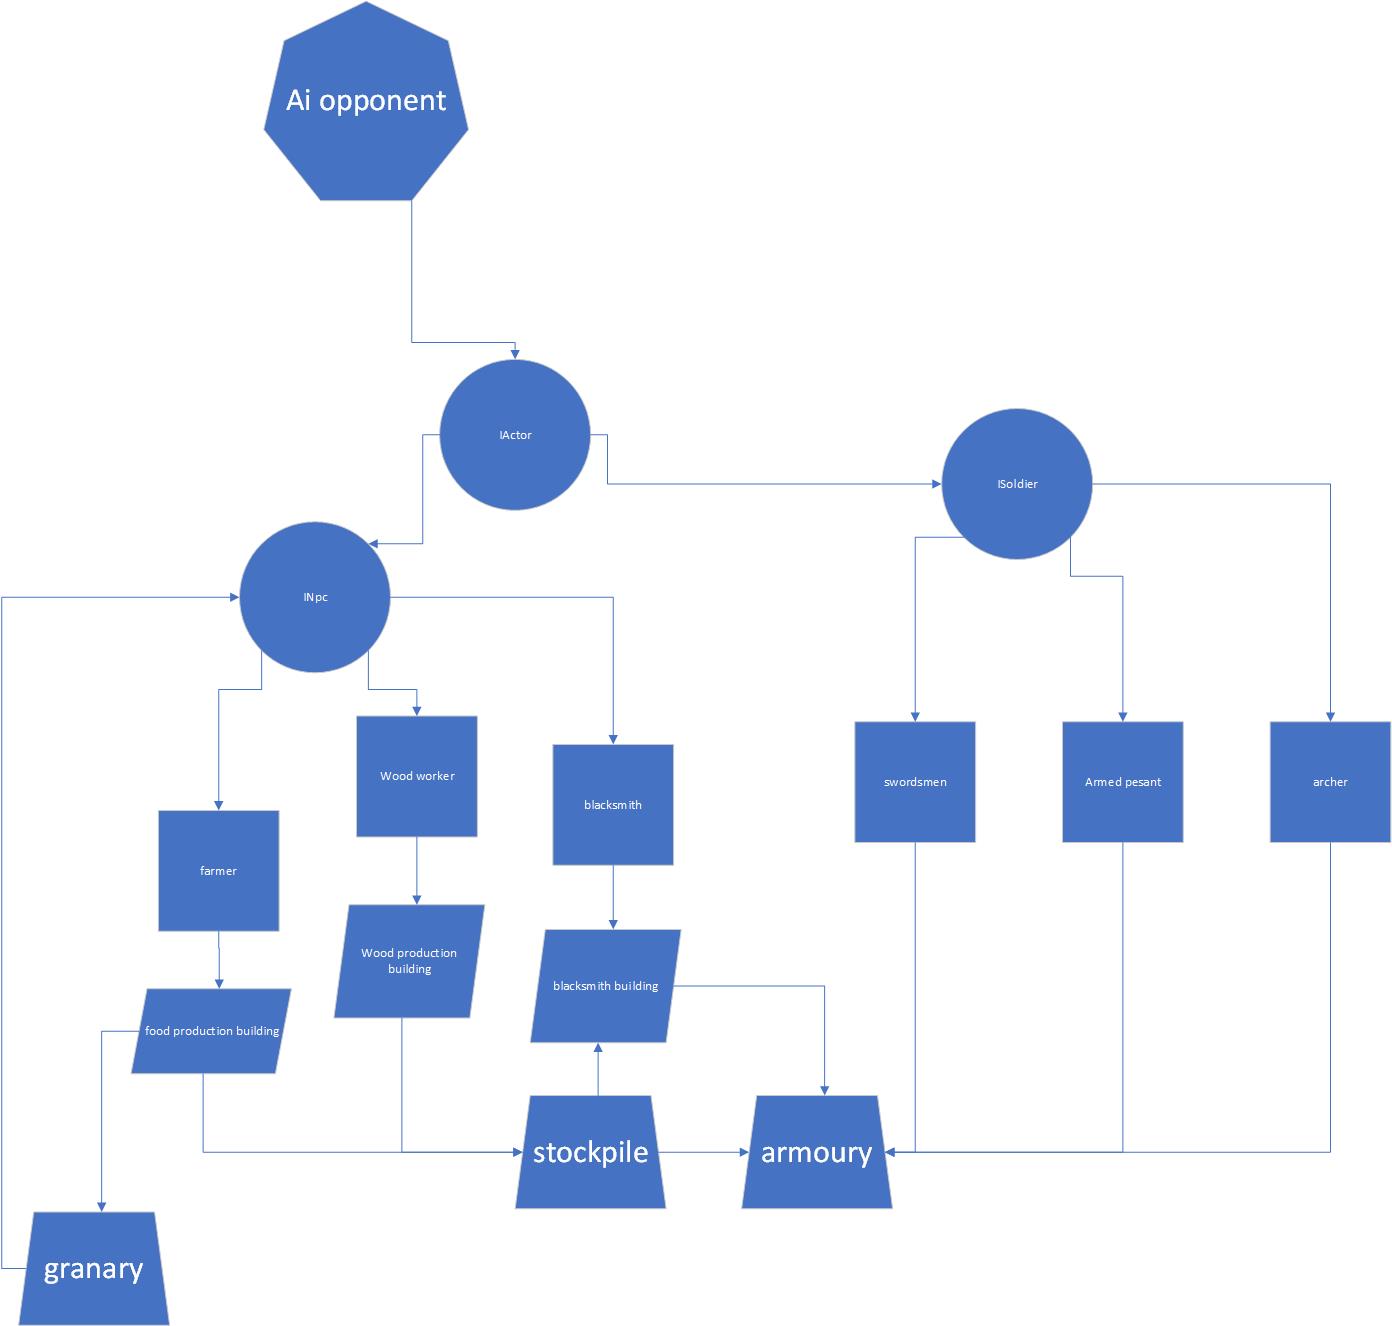 Ai opponent
IActor
ISoldier
INpc
Wood worker
swordsmen
Armed pesant
archer
blacksmith
farmer
Wood production
building
blacksmith building
food production building
stockpile
armoury
granary